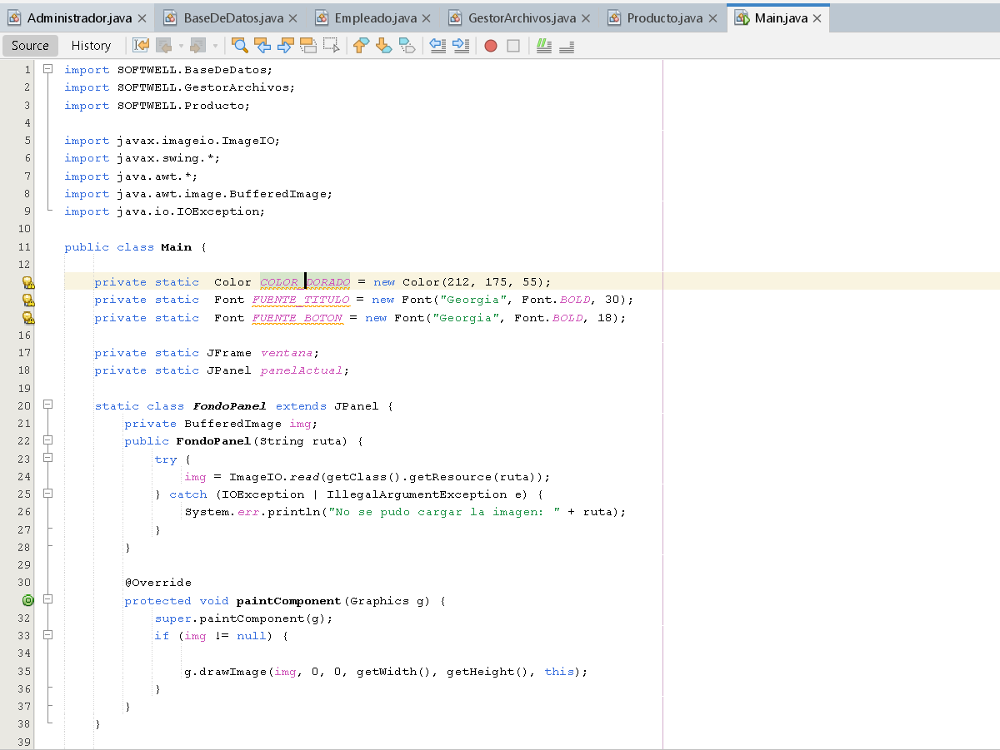 Administrador.java BaseDeDatos.java Empleado.java GestorArchivos.java Producto.java Main.java
Source History
1 import SOFTWELL.BaseDeDatos;
2 import SOFTWELL.GestorArchivos;
3 import SOFTWELL.Producto;
4
5 import javax.imageio.ImageIO;
6 import javax.swing.*;
7 import java.awt.*;
8 import java.awt.image.BufferedImage;
9 import java.io.IOException;
10
11 public class Main {
12
private static  Color COLOR_DORADO = new Color(212, 175, 55);
private static  Font FUENTE_TITULO = new Font("Georgia", Font.BOLD, 30);
private static  Font FUENTE_BOTON = new Font("Georgia", Font.BOLD, 18);
16
17 private static JFrame ventana;
18 private static JPanel panelActual;
19
20 static class FondoPanel extends JPanel {
21 private BufferedImage img;
22 public FondoPanel(String ruta) {
23 try {
24 img = ImageIO.read(getClass().getResource(ruta));
25 } catch (IOException | IllegalArgumentException e) {
26 System.err.println("No se pudo cargar la imagen: " + ruta);
27 }
28 }
29
30 @Override
protected void paintComponent(Graphics g) {
32 super.paintComponent(g);
33 if (img != null) {
34
35 g.drawImage(img, 0, 0, getWidth(), getHeight(), this);
36 }
37 }
38 }
39